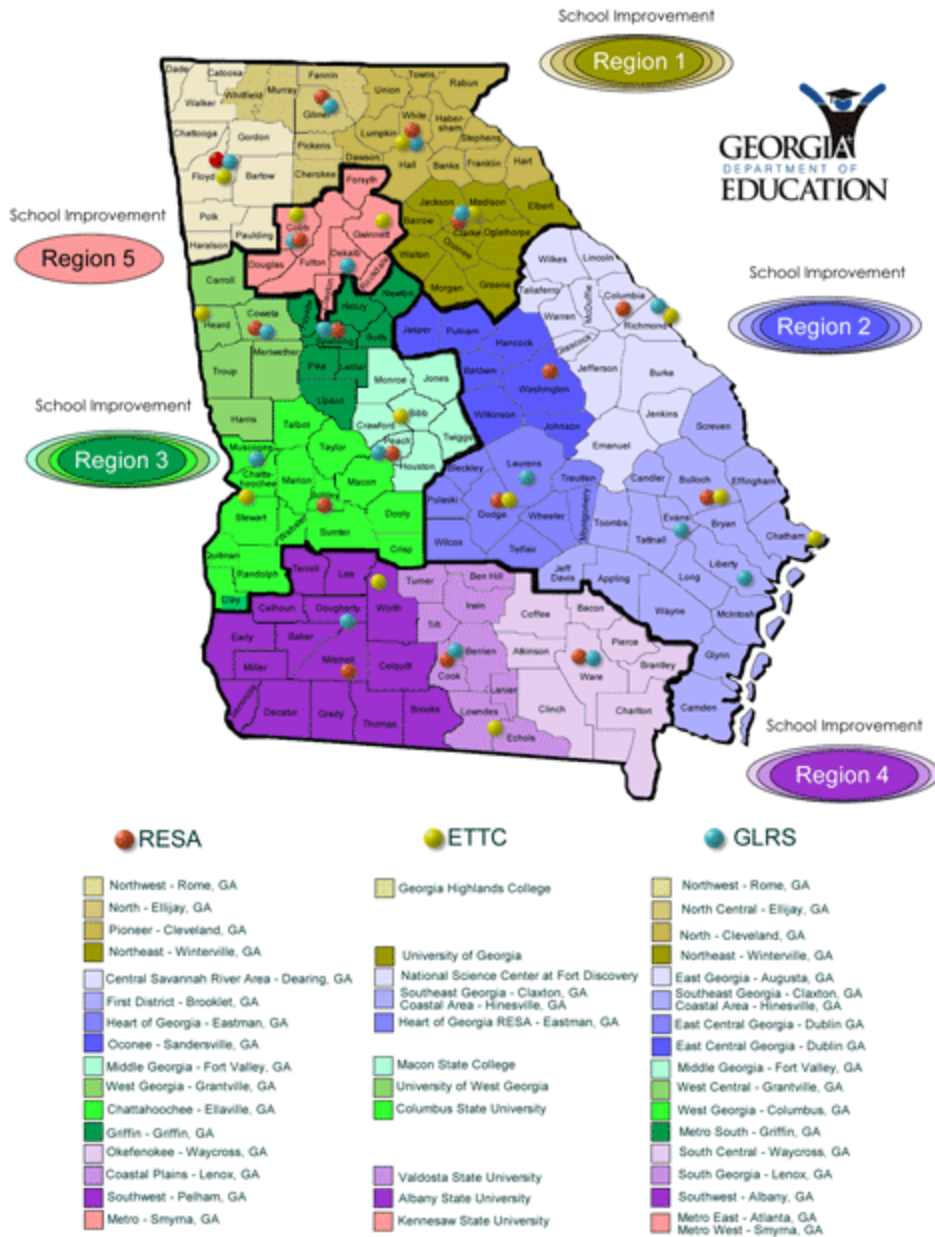 School Improvement
Region 1
GEORGIA
DEPARTMENT OF
EDUCATION
School Improvement
Region 5
School Improvement
Region 2
School Improvement
Region 3
School Improvement
Region 4
Dade
Catoosa
Fannin
Towns
Rabun
Walker
Whitfield
Murray
Union
Gilmer
White
Haber-
sham
Chattooga
Gordon
Lumpkin
Stephens
Pickens
Dawson
Hall
Banks
Franklin
Hart
Floyd
Bartow
Cherokee
Forsyth
Polk
Paulding
Cobb
Gwinnett
Jackson
Madison
Elbert
Barrow
Clarke
Oglethorpe
Haralson
Douglas
Fulton
Dekalb
Rockdale
Walton
Oconee
Wilkes
Lincoln
Carroll
Newton
Morgan
Greene
Taliaferro
McDuffie
Columbia
Heard
Coweta
Henry
Spalding
Butts
Jasper
Putnam
Hancock
Warren
Richmond
Troup
Meriwether
Pike
Lamar
Monroe
Jones
Baldwin
Washington
Jefferson
Burke
Harris
Talbot
Upson
Crawford
Bibb
Wilkinson
Johnson
Jenkins
Screven
Muscogee
Taylor
Peach
Twiggs
Emanuel
Chatta-
hoochee
Marion
Macon
Houston
Bleckley
Laurens
Treutlen
Candler
Bulloch
Effingham
Stewart
Webster
Sumter
Dooly
Pulaski
Dodge
Wheeler
Montgomery
Toombs
Evans
Bryan
Chatham
Tattnall
Quitman
Randolph
Crisp
Wilcox
Telfair
Liberty
Clay
Terrell
Lee
Turner
Ben Hill
Jeff
Davis
Appling
Long
Calhoun
Dougherty
Worth
Irwin
Coffee
Bacon
Wayne
McIntosh
Early
Baker
Tift
Pierce
Miller
Mitchell
Colquitt
Berrien
Atkinson
Ware
Brantley
Glynn
Cook
Lanier
Decatur
Grady
Thomas
Brooks
Lowndes
Clinch
Charlton
Camden
Echols
RESA
Northwest - Rome, GA
North - Ellijay, GA
Pioneer - Cleveland, GA
Northeast - Winterville, GA
Central Savannah River Area - Dearing, GA
First District - Brooklet, GA
Heart of Georgia - Eastman, GA
Oconee - Sandersville, GA
Middle Georgia - Fort Valley, GA
West Georgia - Grantville, GA
Chattahoochee - Ellaville, GA
Griffin - Griffin, GA
Okefenokee - Waycross, GA
Coastal Plains - Lenox, GA
Southwest - Pelham, GA
Metro - Smyrna, GA
ETTC
Georgia Highlands College
University of Georgia
National Science Center at Fort Discovery
Southeast Georgia - Claxton, GA
Coastal Area - Hinesville, GA
Heart of Georgia RESA - Eastman, GA
Macon State College
University of West Georgia
Columbus State University
Valdosta State University
Albany State University
Kennesaw State University
GLRS
Northwest - Rome, GA
North Central - Ellijay, GA
North - Cleveland, GA
Northeast - Winterville, GA
East Georgia - Augusta, GA
Southeast Georgia - Claxton, GA
Coastal Area - Hinesville, GA
East Central Georgia - Dublin GA
East Central Georgia - Dublin GA
Middle Georgia - Fort Valley, GA
West Central - Grantville, GA
West Georgia - Columbus, GA
Metro South - Griffin, GA
South Central - Waycross, GA
South Georgia - Lenox, GA
Southwest - Albany, GA
Metro East - Atlanta, GA
Metro West - Smyrna, GA